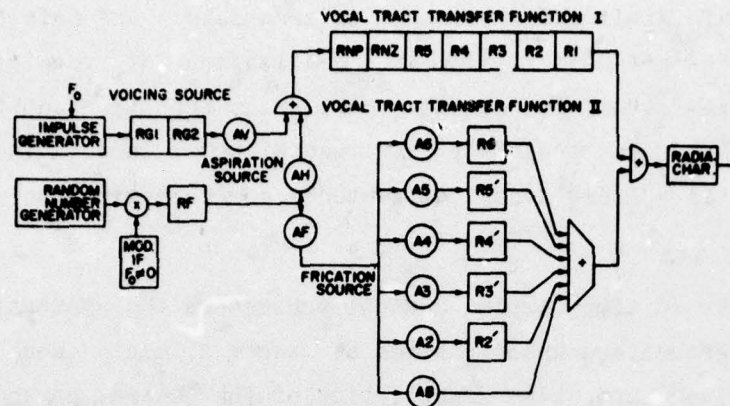 VOCAL TRACT TRANSFER FUNCTION I
RNP RNZ R5 R4 R3 R2 R1
F₀ VOICING SOURCE
VOCAL TRACT TRANSFER FUNCTION II
IMPULSE GENERATOR
RG1 RG2 AV +
ASPIRATION SOURCE
AH
RANDOM NUMBER GENERATOR
X RF
MOD. IF F₀≠0
AF
FRICATION SOURCE
A6 R6
A5 R5′
A4 R4′
A3 R3′
A2 R2′
AB
+
+
RADIA.
CHAR.